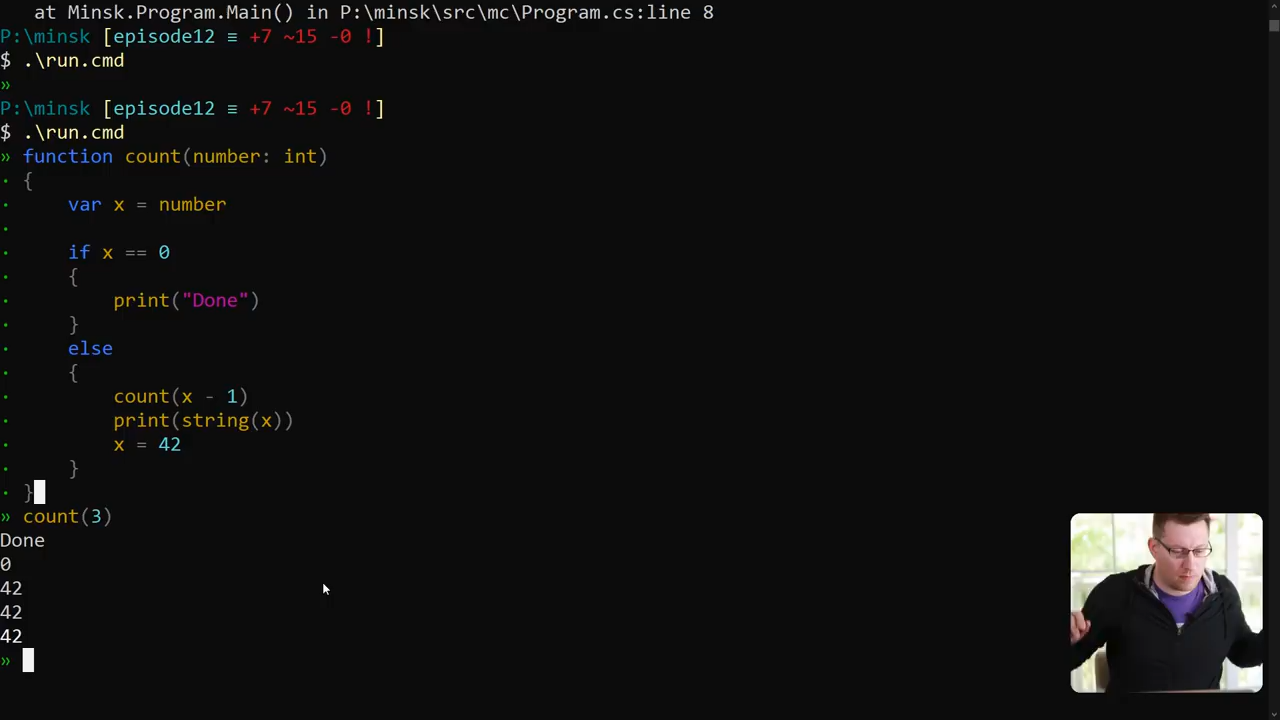 at Minsk.Program.Main() in P:\minsk\src\mc\Program.cs:line 8
P:\minsk [episode12 ≡ +7 ~15 -0 !]
$ .\run.cmd
»
P:\minsk [episode12 ≡ +7 ~15 -0 !]
$ .\run.cmd
» function count(number: int)
· {
·     var x = number
·
·     if x == 0
·     {
·         print("Done")
·     }
·     else
·     {
·         count(x - 1)
·         print(string(x))
·         x = 42
·     }
· }
» count(3)
Done
0
42
42
42
»